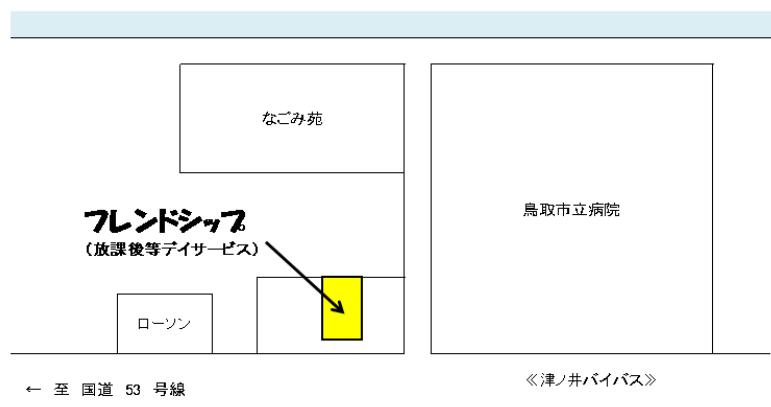 なごみ苑
鳥取市立病院
フレンドシップ
（放課後等デイサービス）
ローソン
≪津ノ井バイパス≫
← 至 国道 53 号線